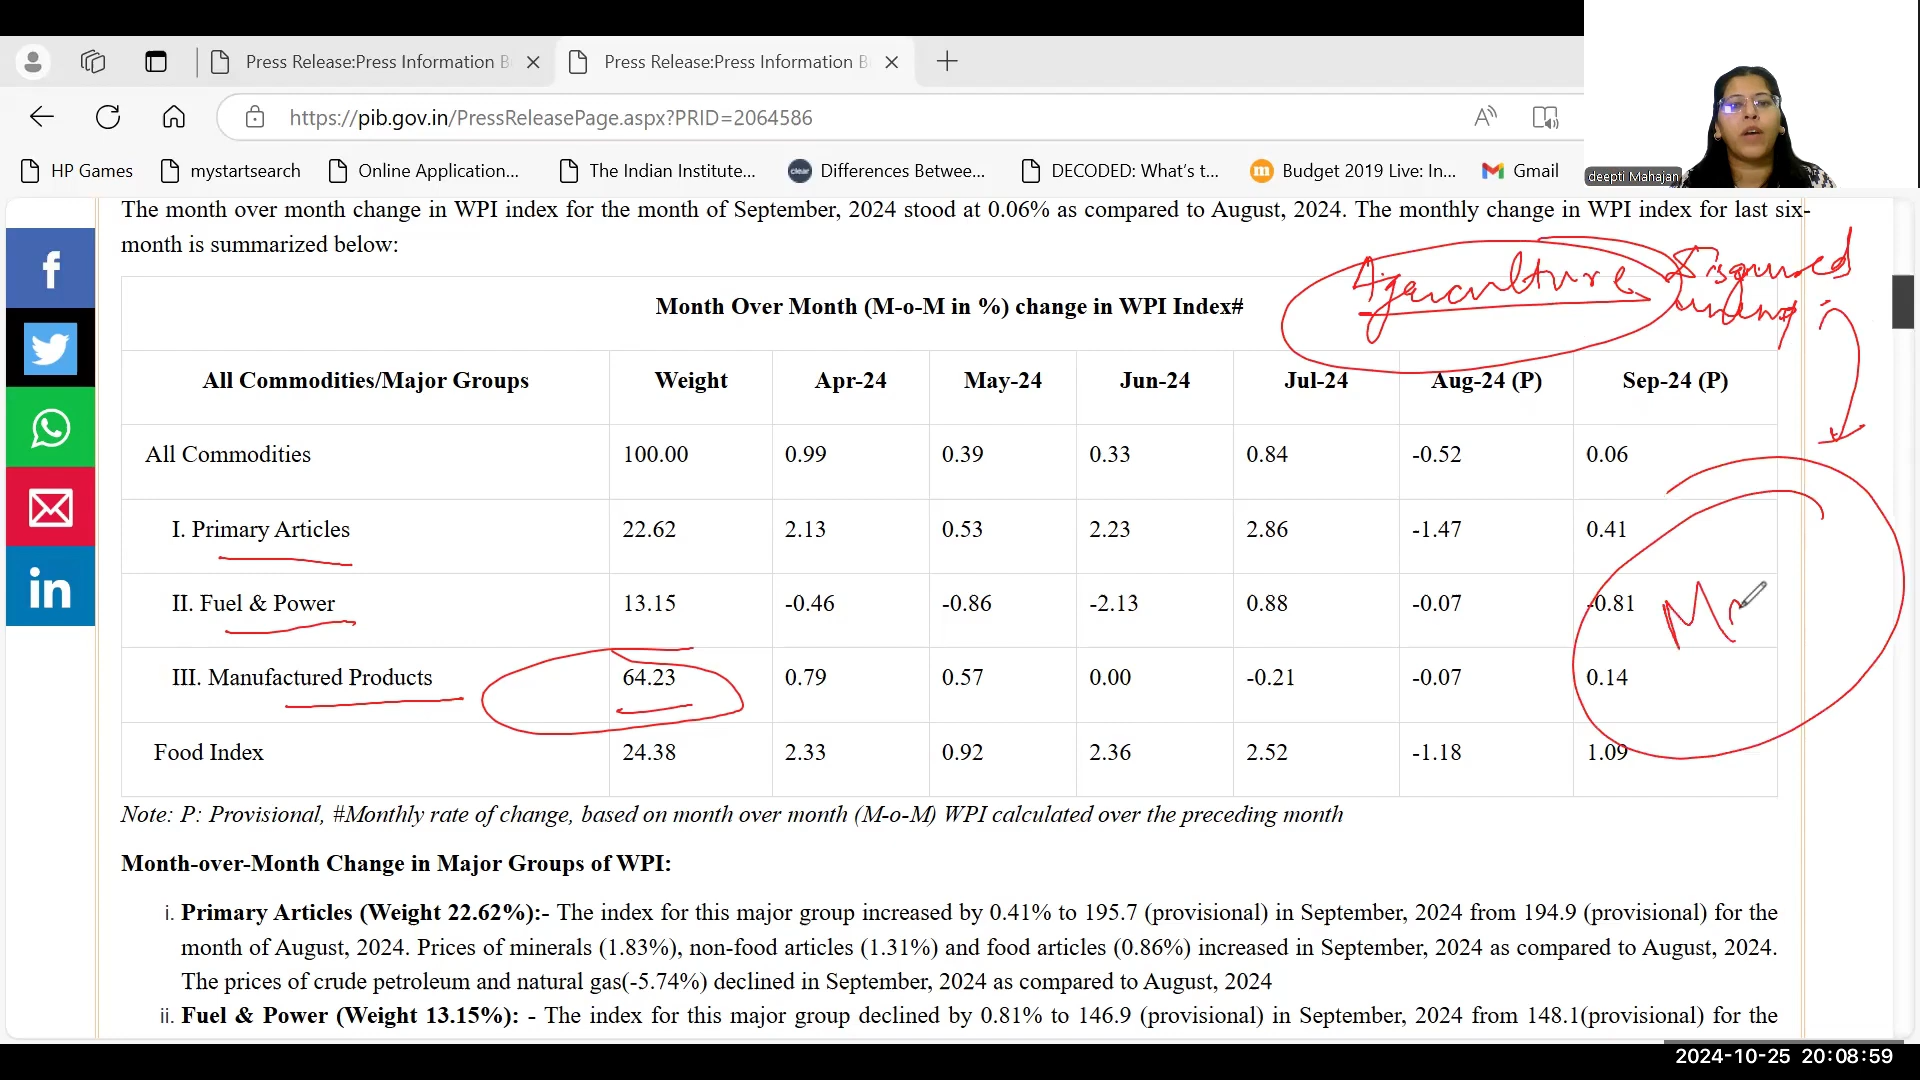 Press Release:Press Information B
Press Release:Press Information B
https://pib.gov.in/PressReleasePage.aspx?PRID=2064586
HP Games
mystartsearch
Online Application...
The Indian Institute...
clear
Differences Betwee...
DECODED: What's t...
m
Budget 2019 Live: In...
Gmail
deepti Mahajan
The month over month change in WPI index for the month of September, 2024 stood at 0.06% as compared to August, 2024. The monthly change in WPI index for last six-
month is summarized below:
Agriculture
Month Over Month (M-o-M in %) change in WPI Index#
All Commodities/Major Groups Weight Apr-24 May-24 Jun-24 Jul-24 Aug-24 (P) Sep-24 (P)
All Commodities 100.00 0.99 0.39 0.33 0.84 -0.52 0.06
I. Primary Articles 22.62 2.13 0.53 2.23 2.86 -1.47 0.41
II. Fuel & Power 13.15 -0.46 -0.86 -2.13 0.88 -0.07 -0.81
III. Manufactured Products 64.23 0.79 0.57 0.00 -0.21 -0.07 0.14
Food Index 24.38 2.33 0.92 2.36 2.52 -1.18 1.09
Note: P: Provisional, #Monthly rate of change, based on month over month (M-o-M) WPI calculated over the preceding month
Month-over-Month Change in Major Groups of WPI:
i. Primary Articles (Weight 22.62%):- The index for this major group increased by 0.41% to 195.7 (provisional) in September, 2024 from 194.9 (provisional) for the
month of August, 2024. Prices of minerals (1.83%), non-food articles (1.31%) and food articles (0.86%) increased in September, 2024 as compared to August, 2024.
The prices of crude petroleum and natural gas(-5.74%) declined in September, 2024 as compared to August, 2024
ii. Fuel & Power (Weight 13.15%): - The index for this major group declined by 0.81% to 146.9 (provisional) in September, 2024 from 148.1(provisional) for the
2024-10-25 20:08:59